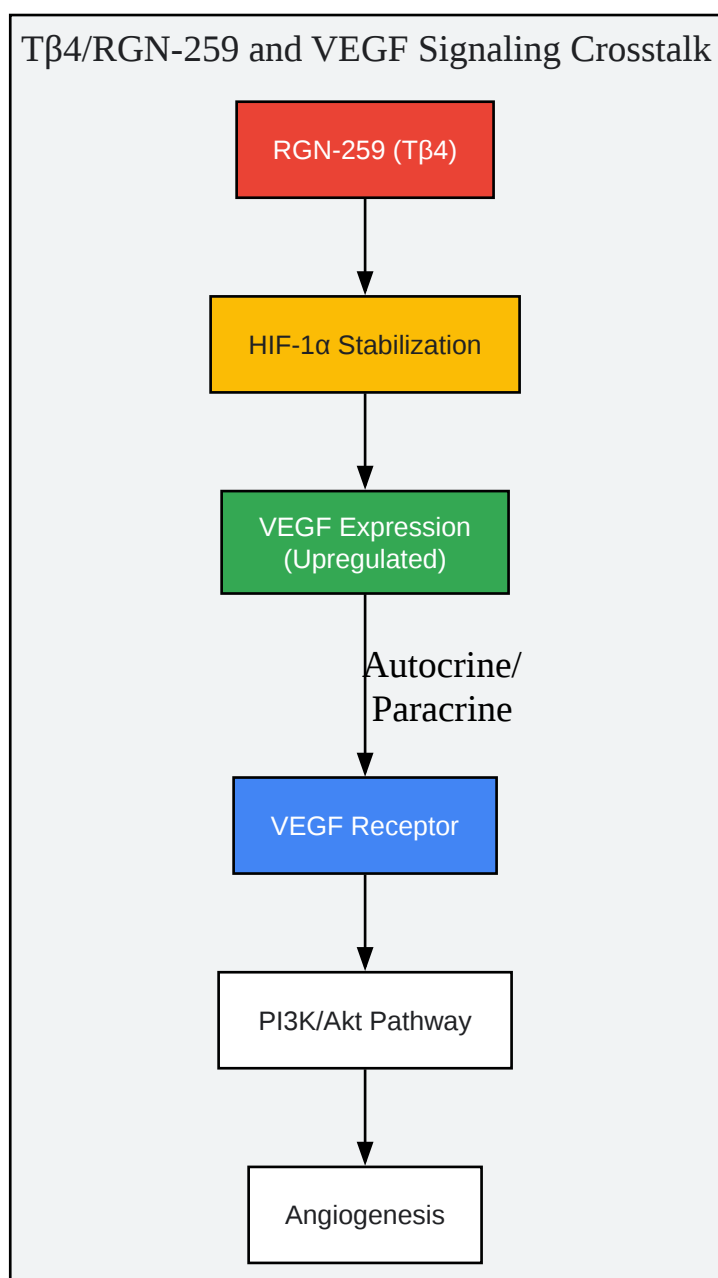 Tβ4/RGN-259 and VEGF Signaling Crosstalk
RGN-259 (Tβ4)
HIF-1α Stabilization
VEGF Expression
(Upregulated)
Autocrine/
Paracrine
VEGF Receptor
PI3K/Akt Pathway
Angiogenesis